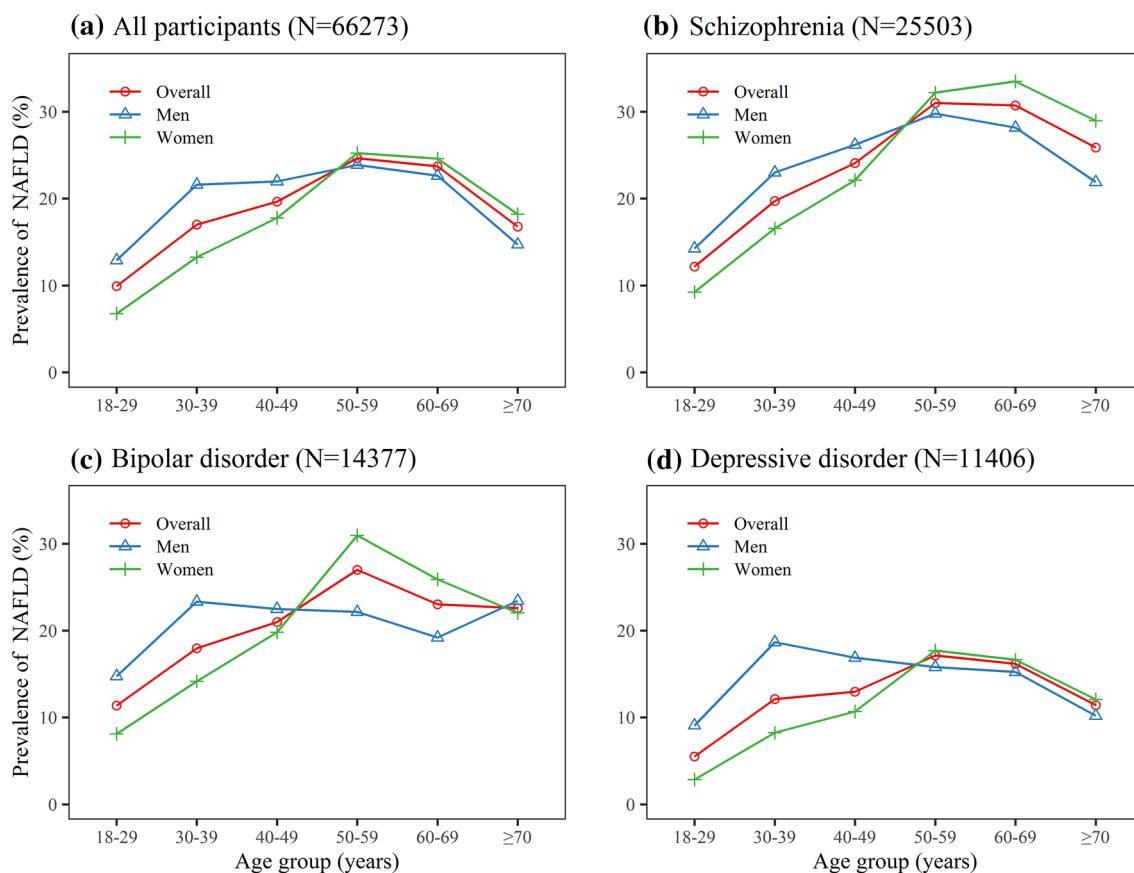 (a) All participants (N=66273)
Prevalence of NAFLD (%)
30
20
10
0
Overall
Men
Women
18-29 30-39 40-49 50-59 60-69 ≥70
(b) Schizophrenia (N=25503)
30
20
10
0
Overall
Men
Women
18-29 30-39 40-49 50-59 60-69 ≥70
(c) Bipolar disorder (N=14377)
Prevalence of NAFLD (%)
30
20
10
0
Overall
Men
Women
18-29 30-39 40-49 50-59 60-69 ≥70
Age group (years)
(d) Depressive disorder (N=11406)
30
20
10
0
Overall
Men
Women
18-29 30-39 40-49 50-59 60-69 ≥70
Age group (years)